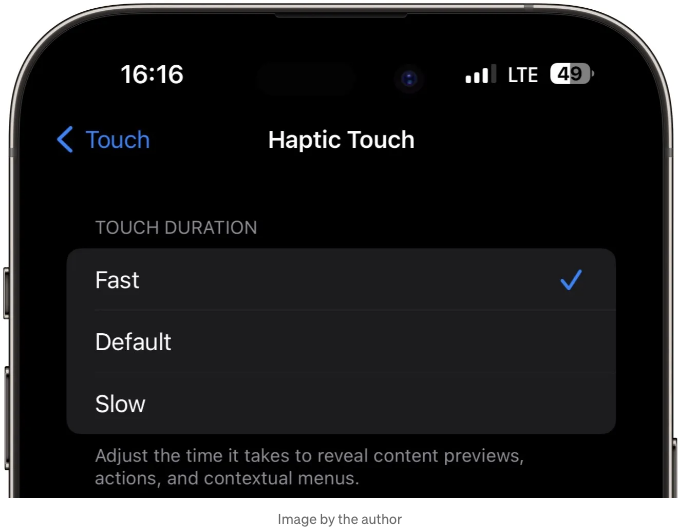 16:16 LTE 49
Touch Haptic Touch
TOUCH DURATION
Fast
Default
Slow
Adjust the time it takes to reveal content previews,
actions, and contextual menus.
Image by the author